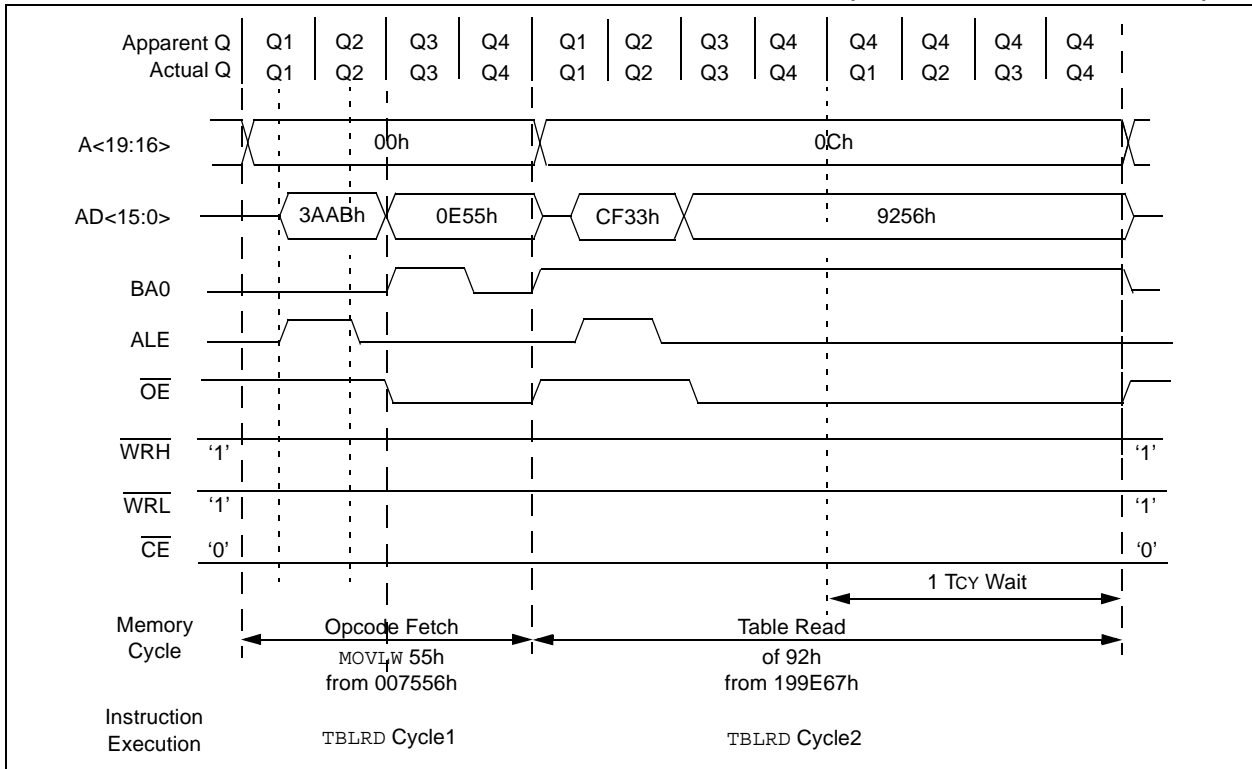 Apparent Q Q1 Q2 Q3 Q4 Q1 Q2 Q3 Q4 Q4 Q4 Q4 Q4
Actual Q Q1 Q2 Q3 Q4 Q1 Q2 Q3 Q4 Q1 Q2 Q3 Q4
A<19:16> 00h 0Ch
AD<15:0> 3AABh 0E55h CF33h 9256h
BA0
ALE
OE
WRH '1' '1'
WRL '1' '1'
CE '0' '0'
1 TCY Wait
Memory Cycle Opcode Fetch Table Read
MOVLW 55h of 92h
from 007556h from 199E67h
Instruction Execution TBLRD Cycle1 TBLRD Cycle2